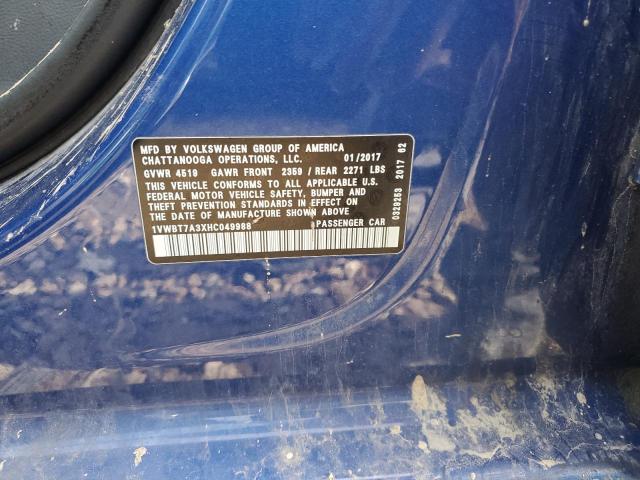 MFD BY VOLKSWAGEN GROUP OF AMERICA
CHATTANOOGA OPERATIONS, LLC. 01/2017
GVWR 4519 GAWR FRONT 2359 / REAR 2271 LBS
THIS VEHICLE CONFORMS TO ALL APPLICABLE U.S.
FEDERAL MOTOR VEHICLE SAFETY, BUMPER AND
THEFT PREVENTION STANDARDS IN EFFECT ON
THE DATE OF MANUFACTURE SHOWN ABOVE
1VWBT7A3XHC049988 PASSENGER CAR
0329253 2017 62